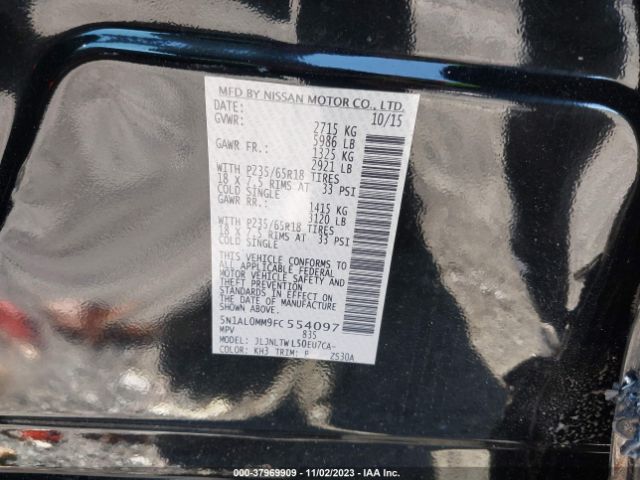 MFD BY NISSAN MOTOR CO., LTD.
DATE: 10/15
GVWR: 2715 KG
5986 LB
GAWR FR.: 1325 KG
2921 LB
WITH P235/65R18 TIRES
18 X 7.5 RIMS AT 33 PSI
COLD SINGLE
GAWR RR.: 1415 KG
3120 LB
WITH P235/65R18 TIRES
18 X 7.5 RIMS AT 33 PSI
COLD SINGLE
THIS VEHICLE CONFORMS TO
ALL APPLICABLE FEDERAL
MOTOR VEHICLE SAFETY AND
THEFT PREVENTION
STANDARDS IN EFFECT ON
THE DATE OF MANUFACTURE
5N1AL0MM9FC554097
MPV 835
MODEL: JLJNLTWL50EU7CA-
COLOR: KH3 TRIM: P ZS30A
000-37969909 - 11/02/2023 - IAA Inc.